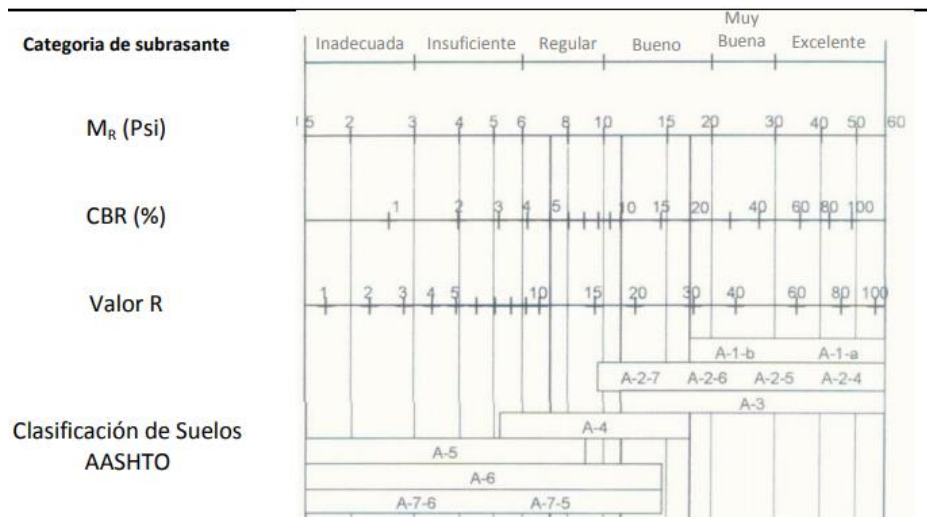 Categoria de subrasante
Inadecuada Insuficiente Regular Bueno Muy Buena Excelente
M_R (Psi)
5 2 3 4 5 6 8 10 15 20 30 40 50 60
CBR (%)
1 2 3 4 5 10 15 20 40 60 80 100
Valor R
1 2 3 4 5 10 15 20 30 40 60 80 100
Clasificación de Suelos
AASHTO
A-1-b A-1-a
A-2-7 A-2-6 A-2-5 A-2-4
A-3
A-4
A-5
A-6
A-7-6 A-7-5